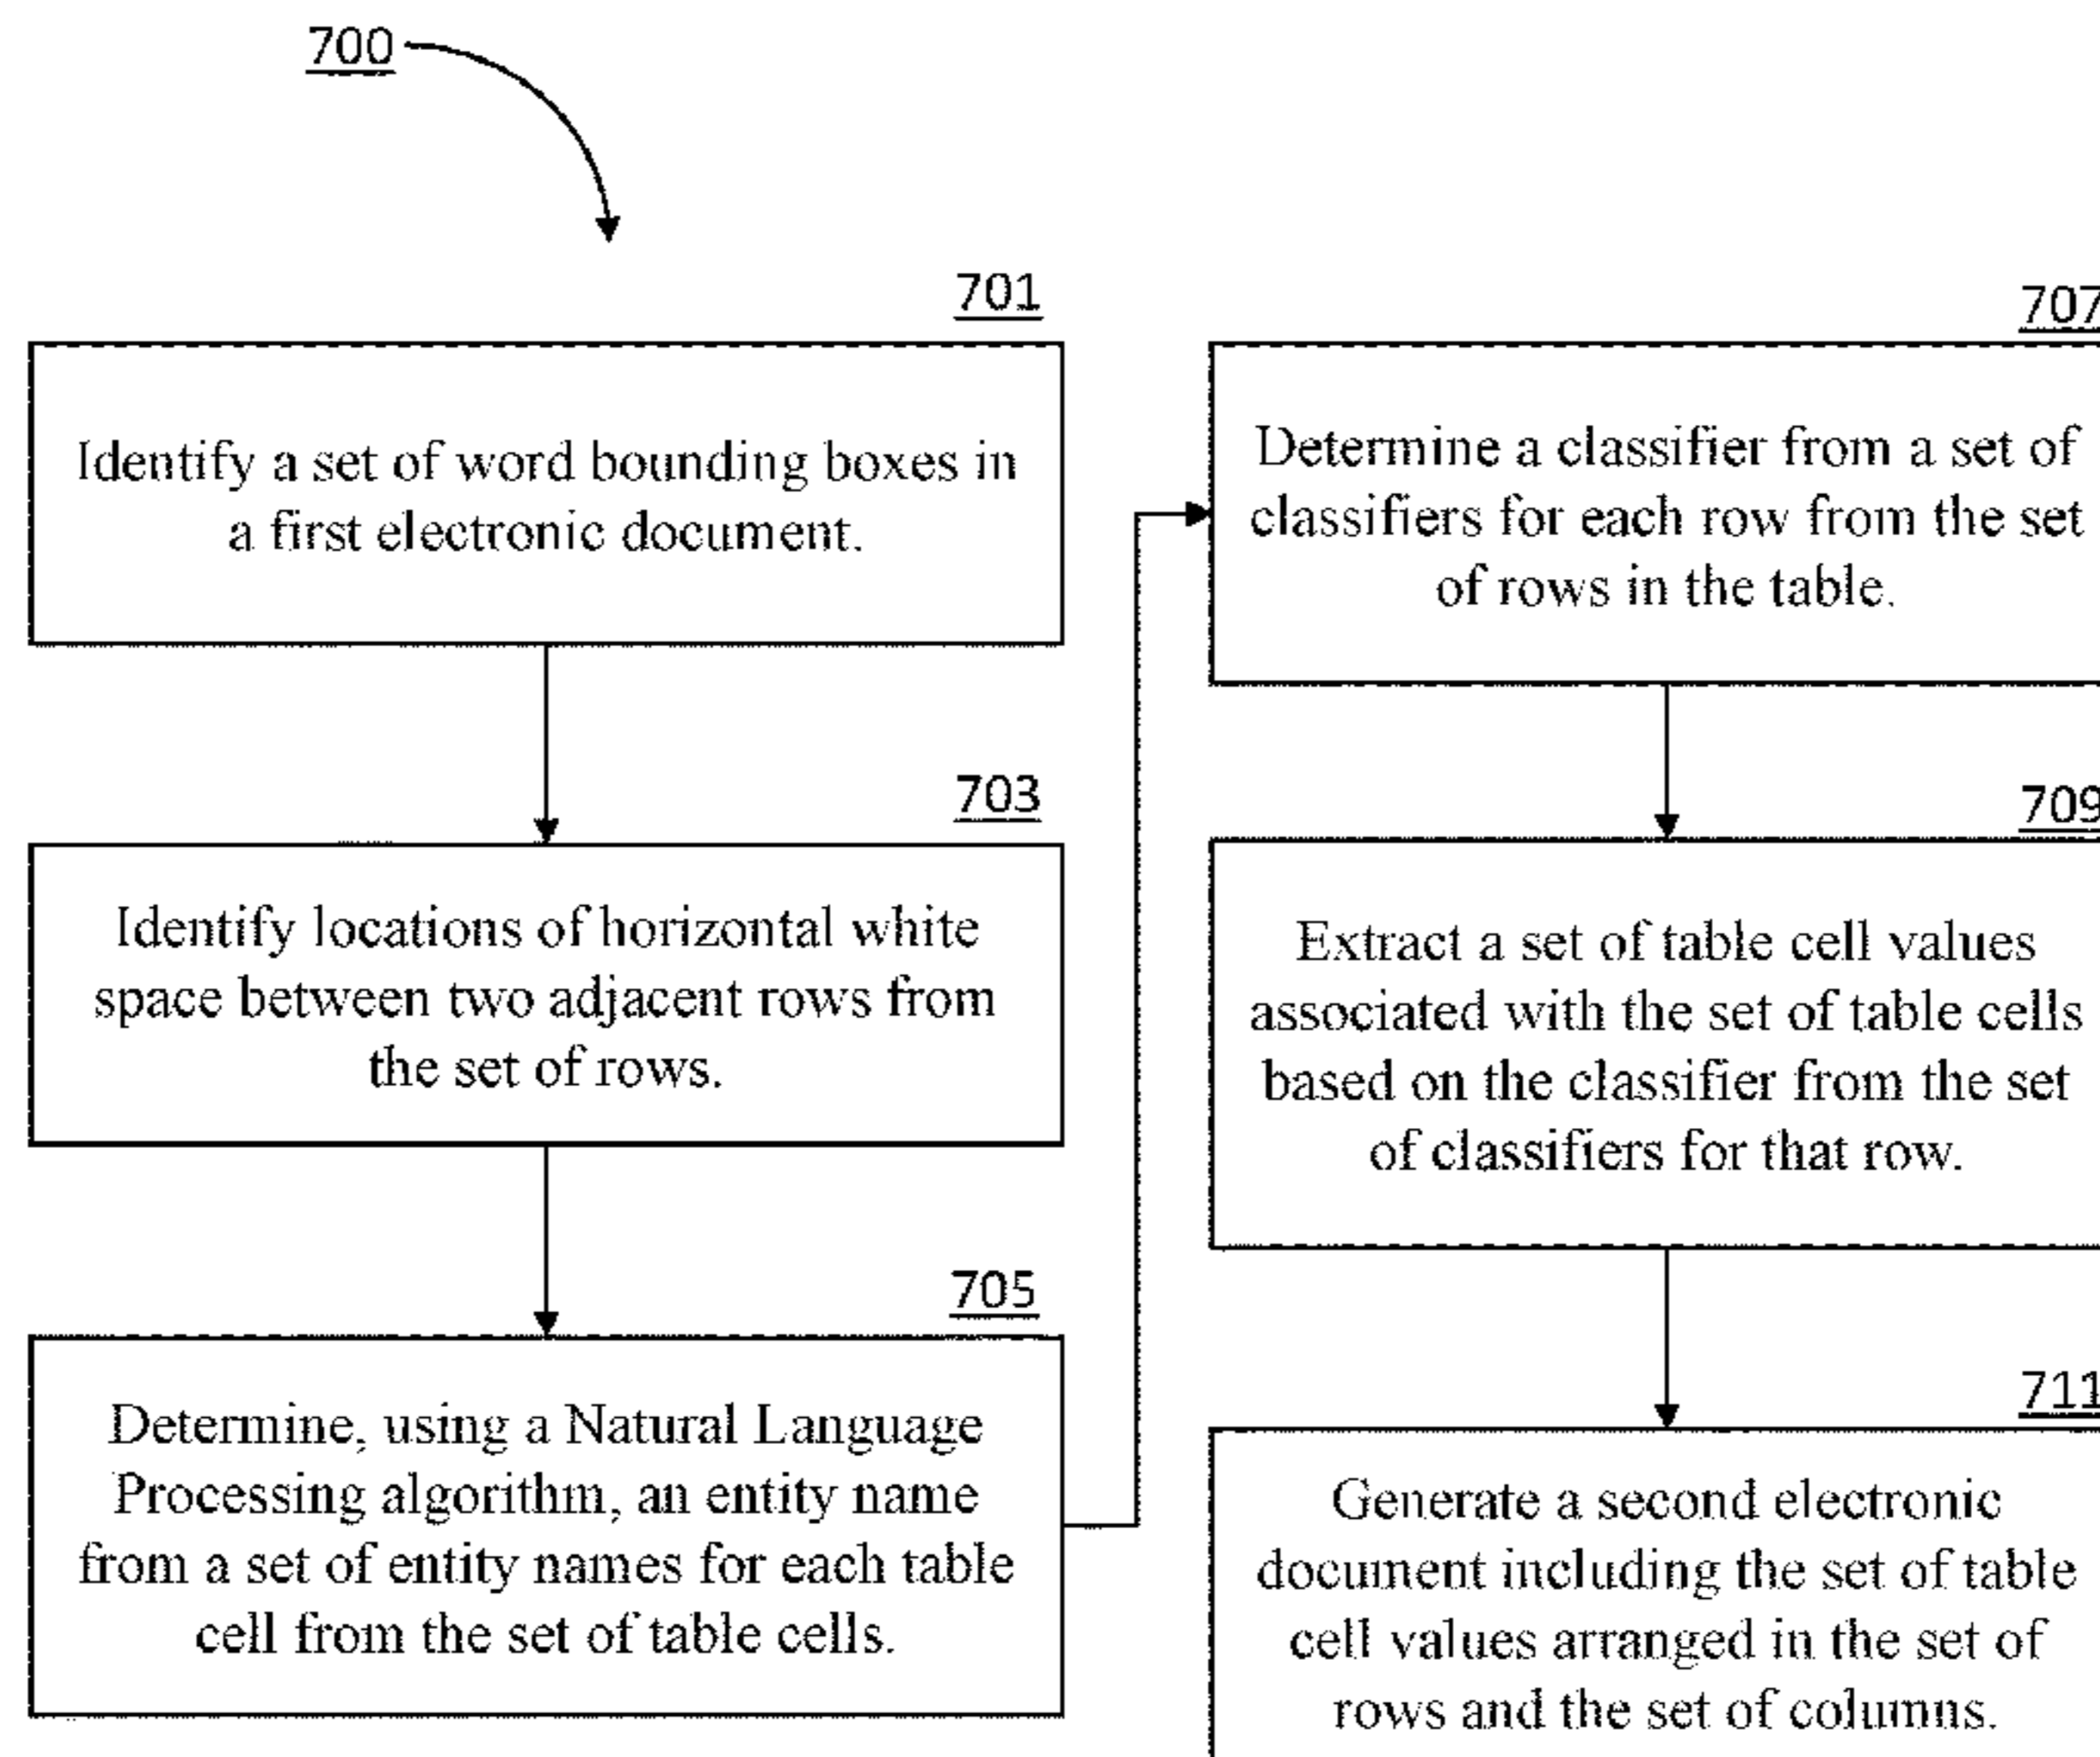 700
701
Identify a set of word bounding boxes in
a first electronic document.
703
Identify locations of horizontal white
space between two adjacent rows from
the set of rows.
705
Determine, using a Natural Language
Processing algorithm, an entity name
from a set of entity names for each table
cell from the set of table cells.
707
Determine a classifier from a set of
classifiers for each row from the set
of rows in the table.
709
Extract a set of table cell values
associated with the set of table cells
based on the classifier from the set
of classifiers for that row.
711
Generate a second electronic
document including the set of table
cell values arranged in the set of
rows and the set of columns.